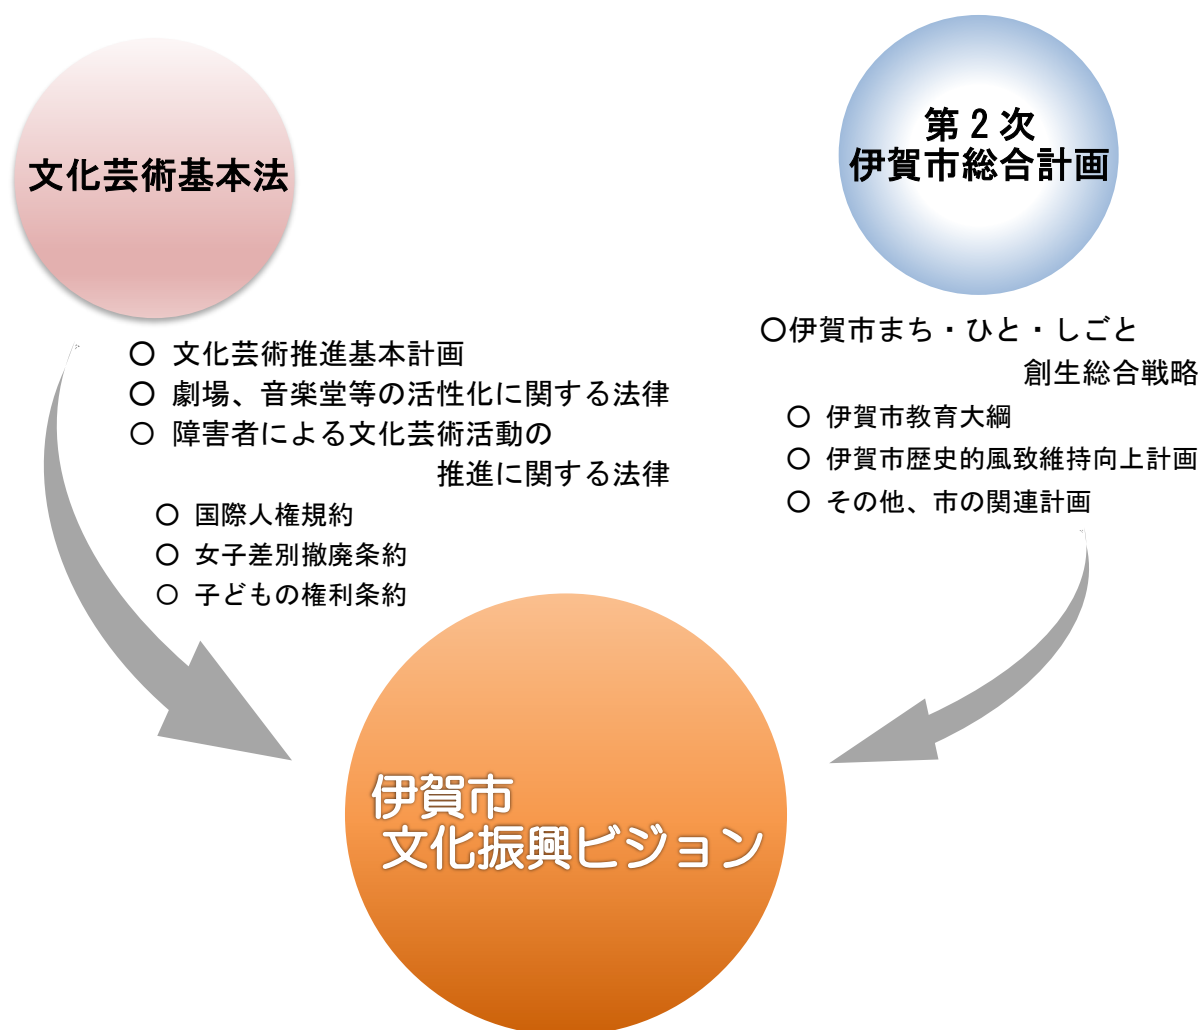 文化芸術基本法
○ 文化芸術推進基本計画
○ 劇場、音楽堂等の活性化に関する法律
○ 障害者による文化芸術活動の
推進に関する法律
○ 国際人権規約
○ 女子差別撤廃条約
○ 子どもの権利条約
第２次
伊賀市総合計画
○伊賀市まち・ひと・しごと
創生総合戦略
○ 伊賀市教育大綱
○ 伊賀市歴史的風致維持向上計画
○ その他、市の関連計画
伊賀市
文化振興ビジョン